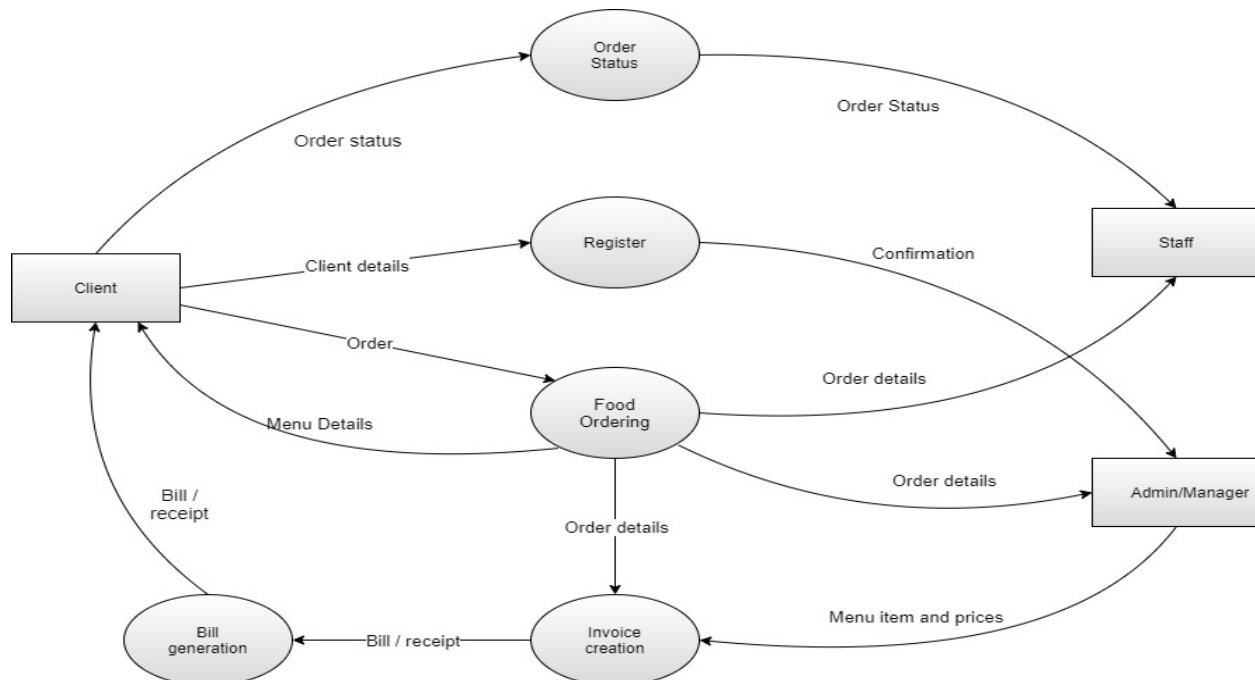 Order
Status
Order Status
Order status
Register
Staff
Confirmation
Client details
Client
Order
Order details
Food
Ordering
Menu Details
Order details
Admin/Manager
Bill /
receipt
Order details
Menu item and prices
Bill
generation
Bill / receipt
Invoice
creation